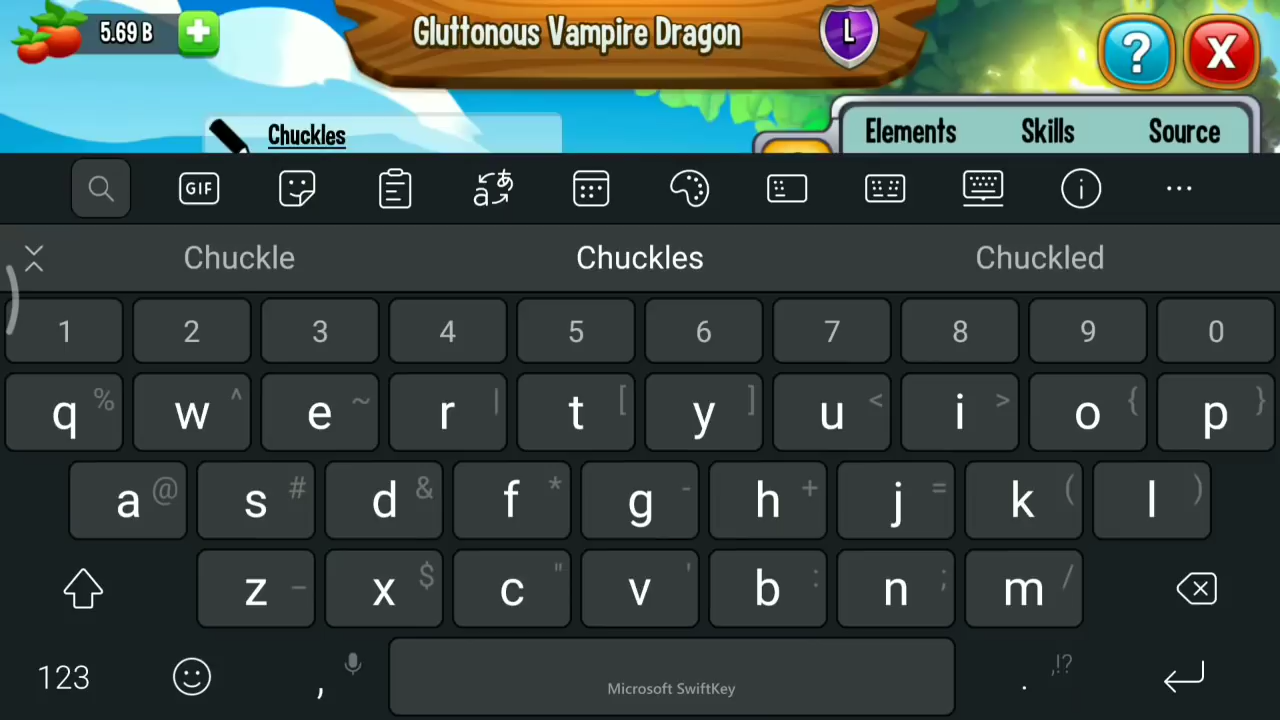 5.69 B
Gluttonous Vampire Dragon
L
?
X
Chuckles
Elements Skills Source
GIF
Chuckle Chuckles Chuckled
1 2 3 4 5 6 7 8 9 0
q % w ^ e ~ r | t [ y ] u < i > o { p }
a @ s # d & f * g - h + j = k ( l )
z _ x $ c " v ' b : n ; m /
123 , Microsoft SwiftKey . ,!?